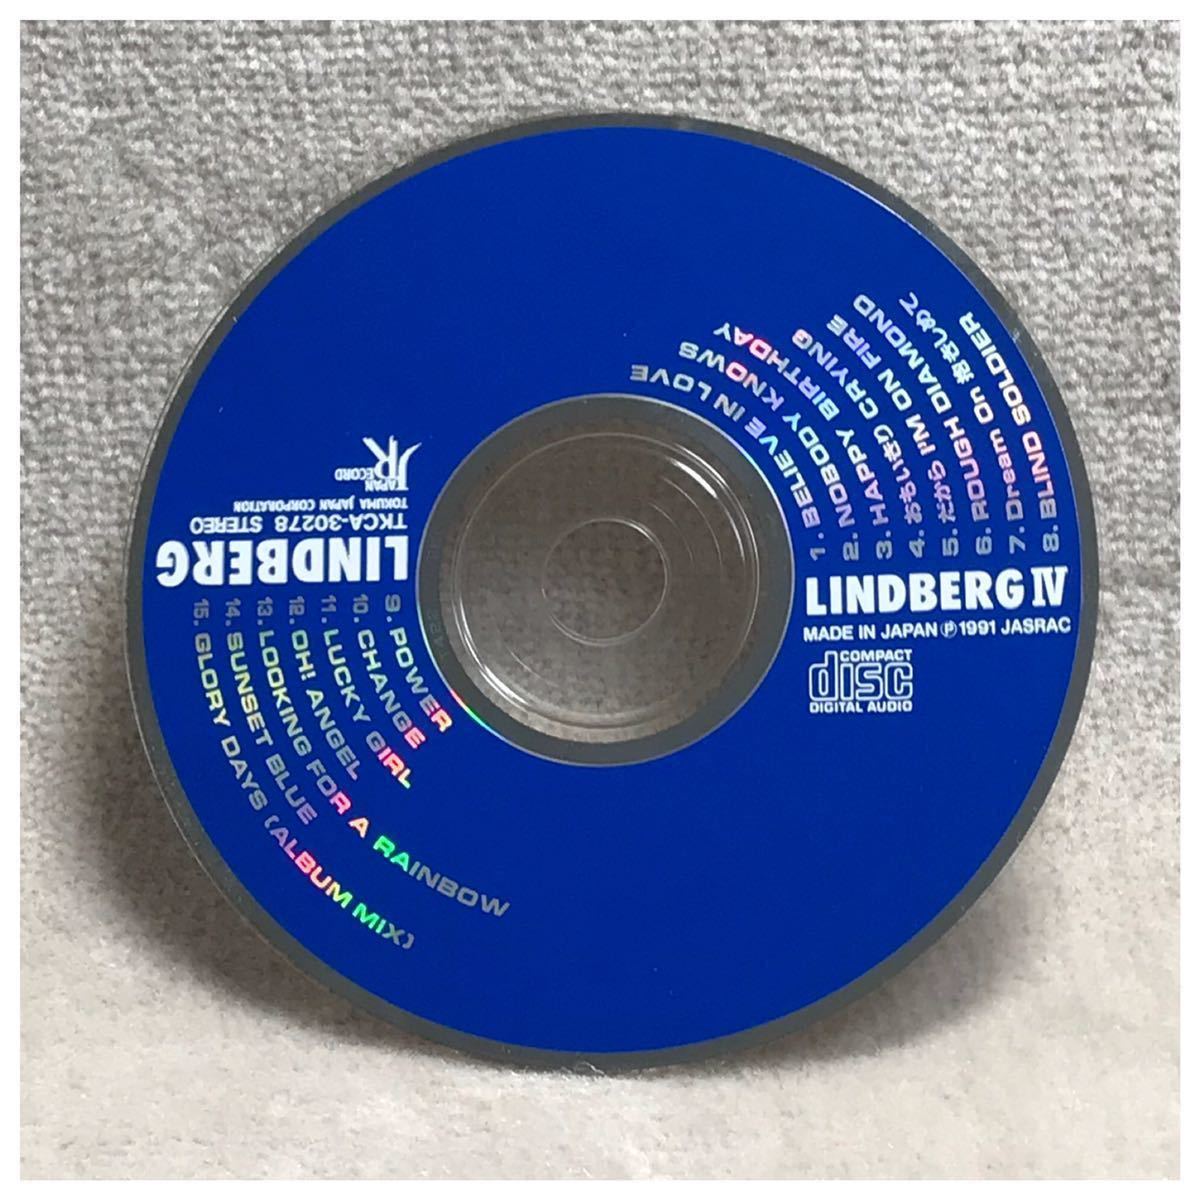 1. BELIEVE IN LOVE
2. NOBODY KNOWS
3. HAPPY BIRTHDAY
4. おもいきり CRYING
5. だから I'M ON FIRE
6. ROUGH DIAMOND
7. Dream On 抱きしめて
8. BLIND SOLDIER
LINDBERG IV
MADE IN JAPAN Ⓟ 1991 JASRAC
COMPACT
disc
DIGITAL AUDIO
JAPAN RECORD
TOKUMA JAPAN CORPORATION
TKCA-30278 STEREO
LINDBERG
9. POWER
10. CHANGE
11. LUCKY GIRL
12. OH! ANGEL
13. LOOKING FOR A RAINBOW
14. SUNSET BLUE
15. GLORY DAYS (ALBUM MIX)